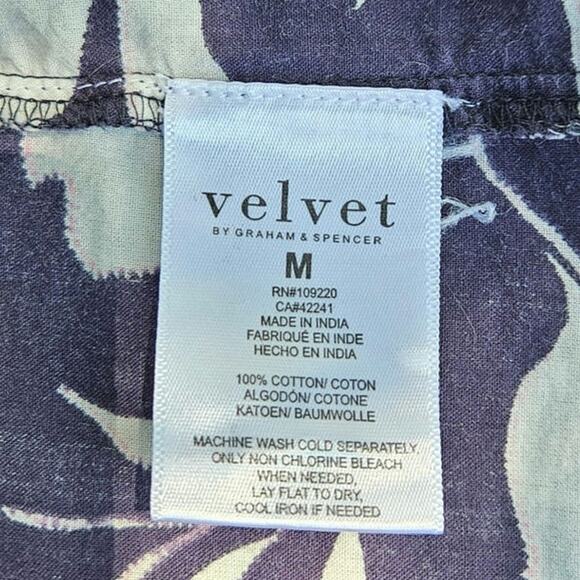 velvet
BY GRAHAM & SPENCER
M
RN#109220
CA#42241
MADE IN INDIA
FABRIQUÉ EN INDE
HECHO EN INDIA
100% COTTON/ COTON
ALGODÓN/ COTONE
KATOEN/ BAUMWOLLE
MACHINE WASH COLD SEPARATELY,
ONLY NON CHLORINE BLEACH
WHEN NEEDED,
LAY FLAT TO DRY,
COOL IRON IF NEEDED